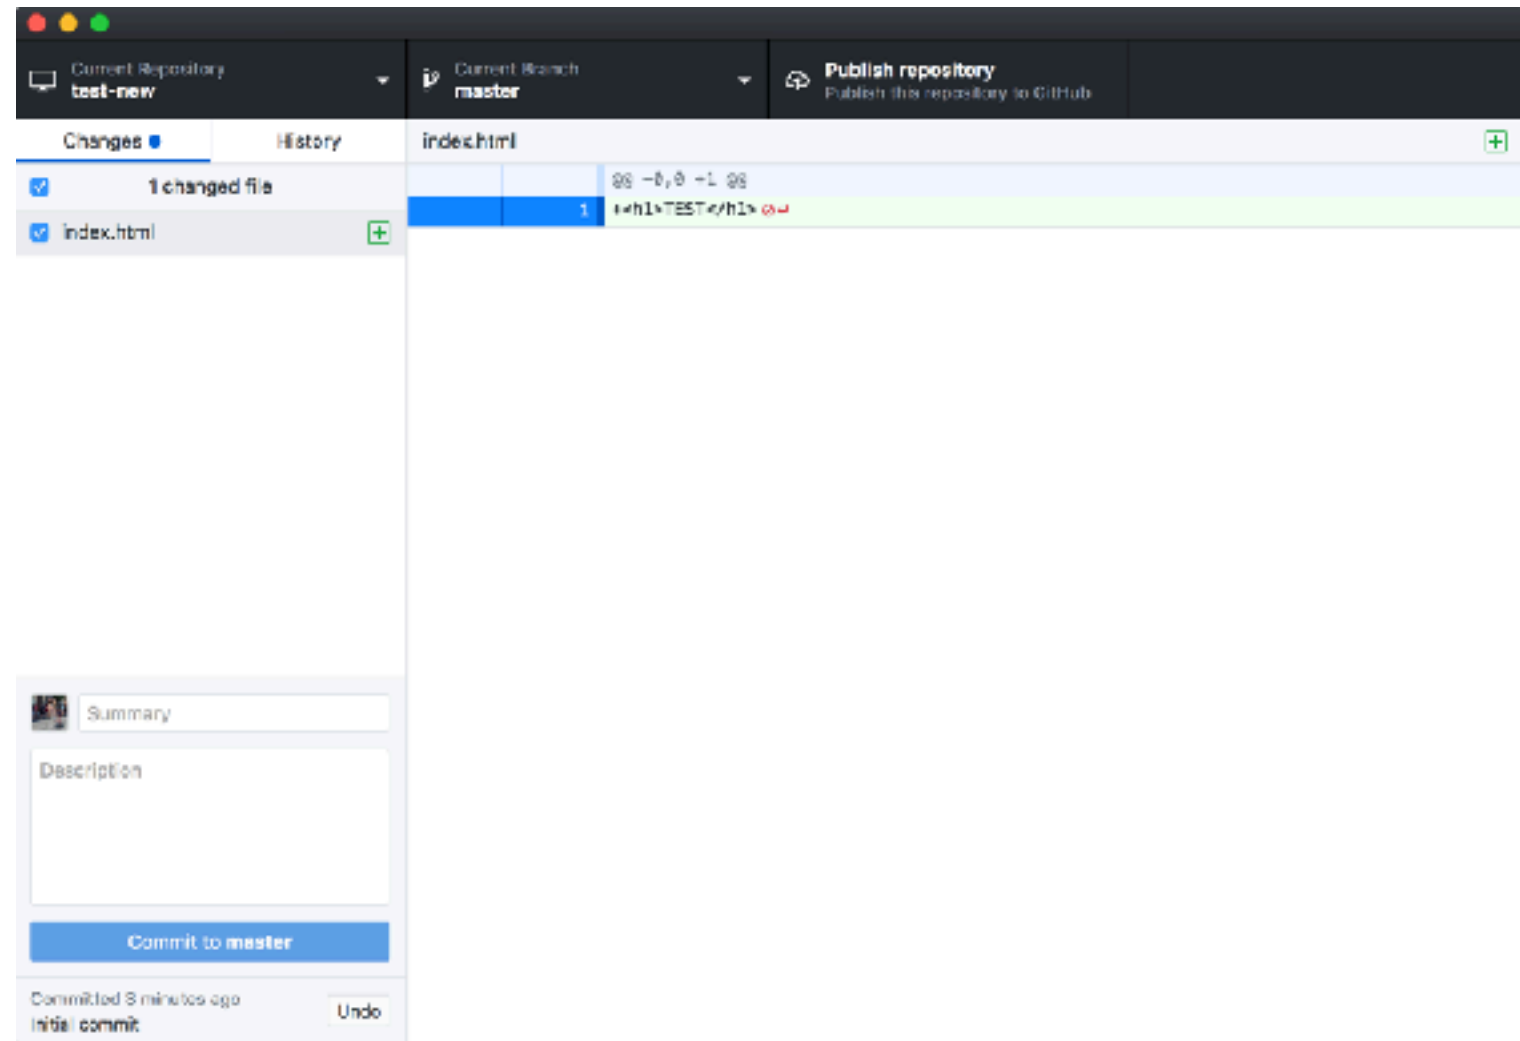 Current Repository
test-new
Current Branch
master
Publish repository
Publish this repository to GitHub
Changes
History
index.html
1 changed file
@@ -0,0 +1 @@
index.html
1 +<h1>TEST</h1>
Summary
Description
Commit to master
Committed minutes ago
Initial commit
Undo